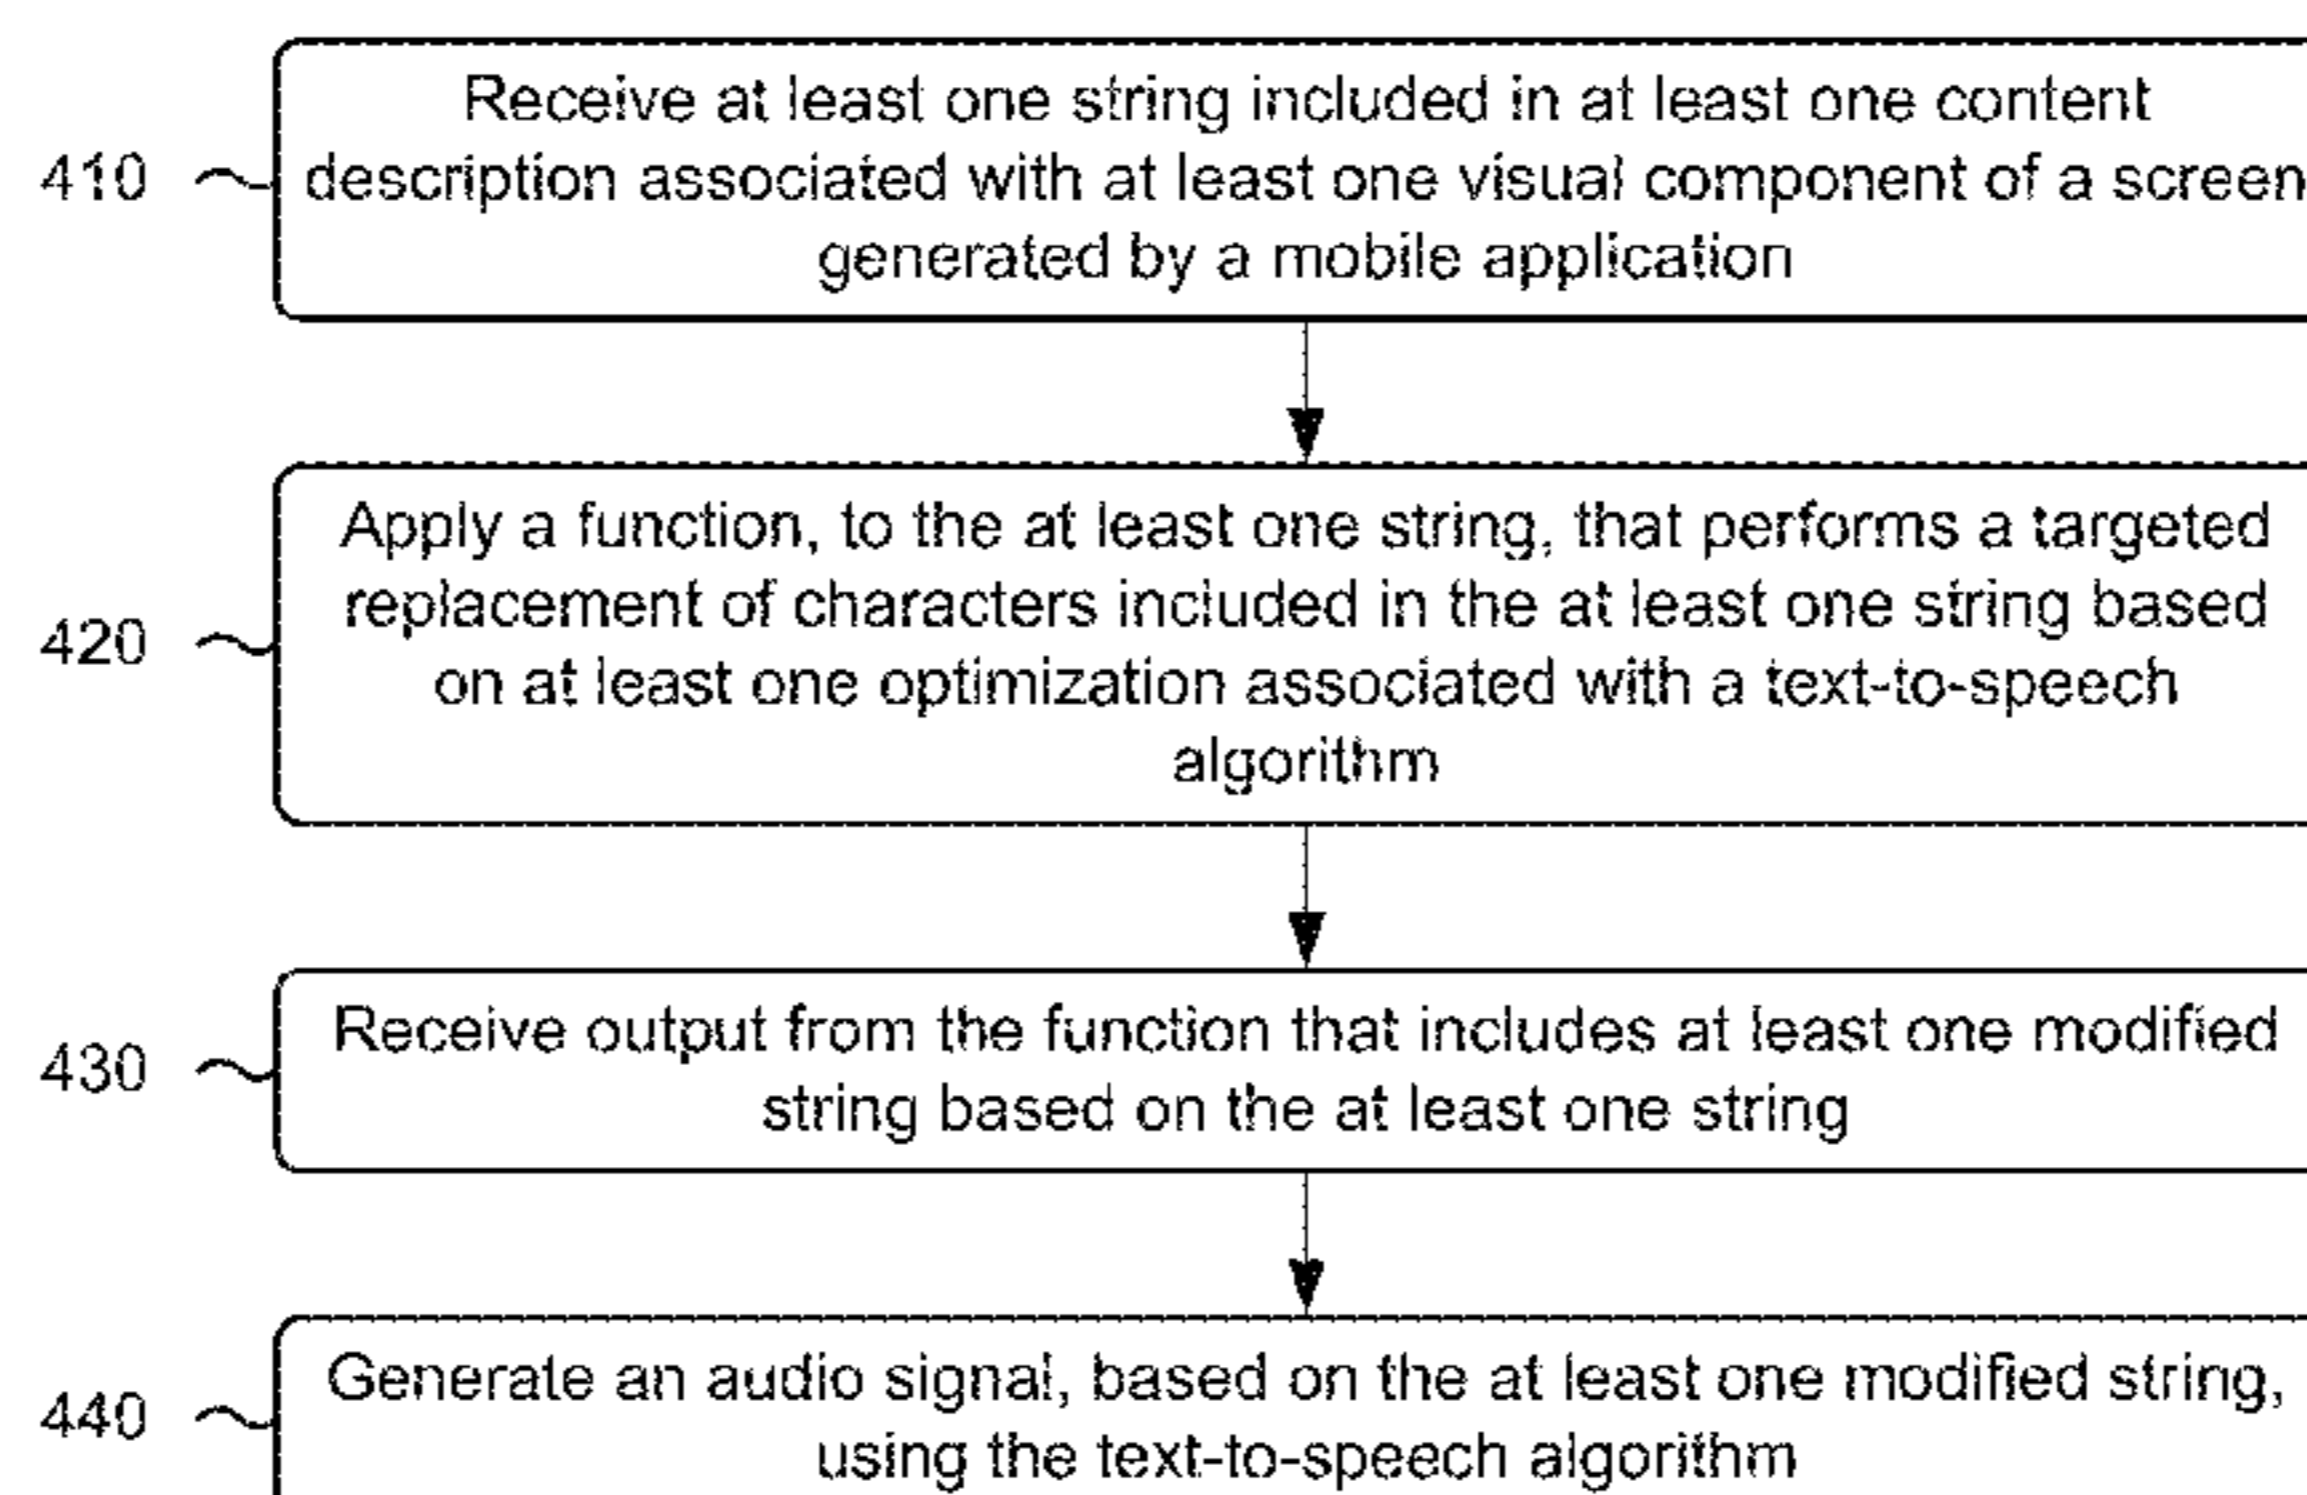 410
Receive at least one string included in at least one content
description associated with at least one visual component of a screen
generated by a mobile application
420
Apply a function, to the at least one string, that performs a targeted
replacement of characters included in the at least one string based
on at least one optimization associated with a text-to-speech
algorithm
430
Receive output from the function that includes at least one modified
string based on the at least one string
440
Generate an audio signal, based on the at least one modified string,
using the text-to-speech algorithm